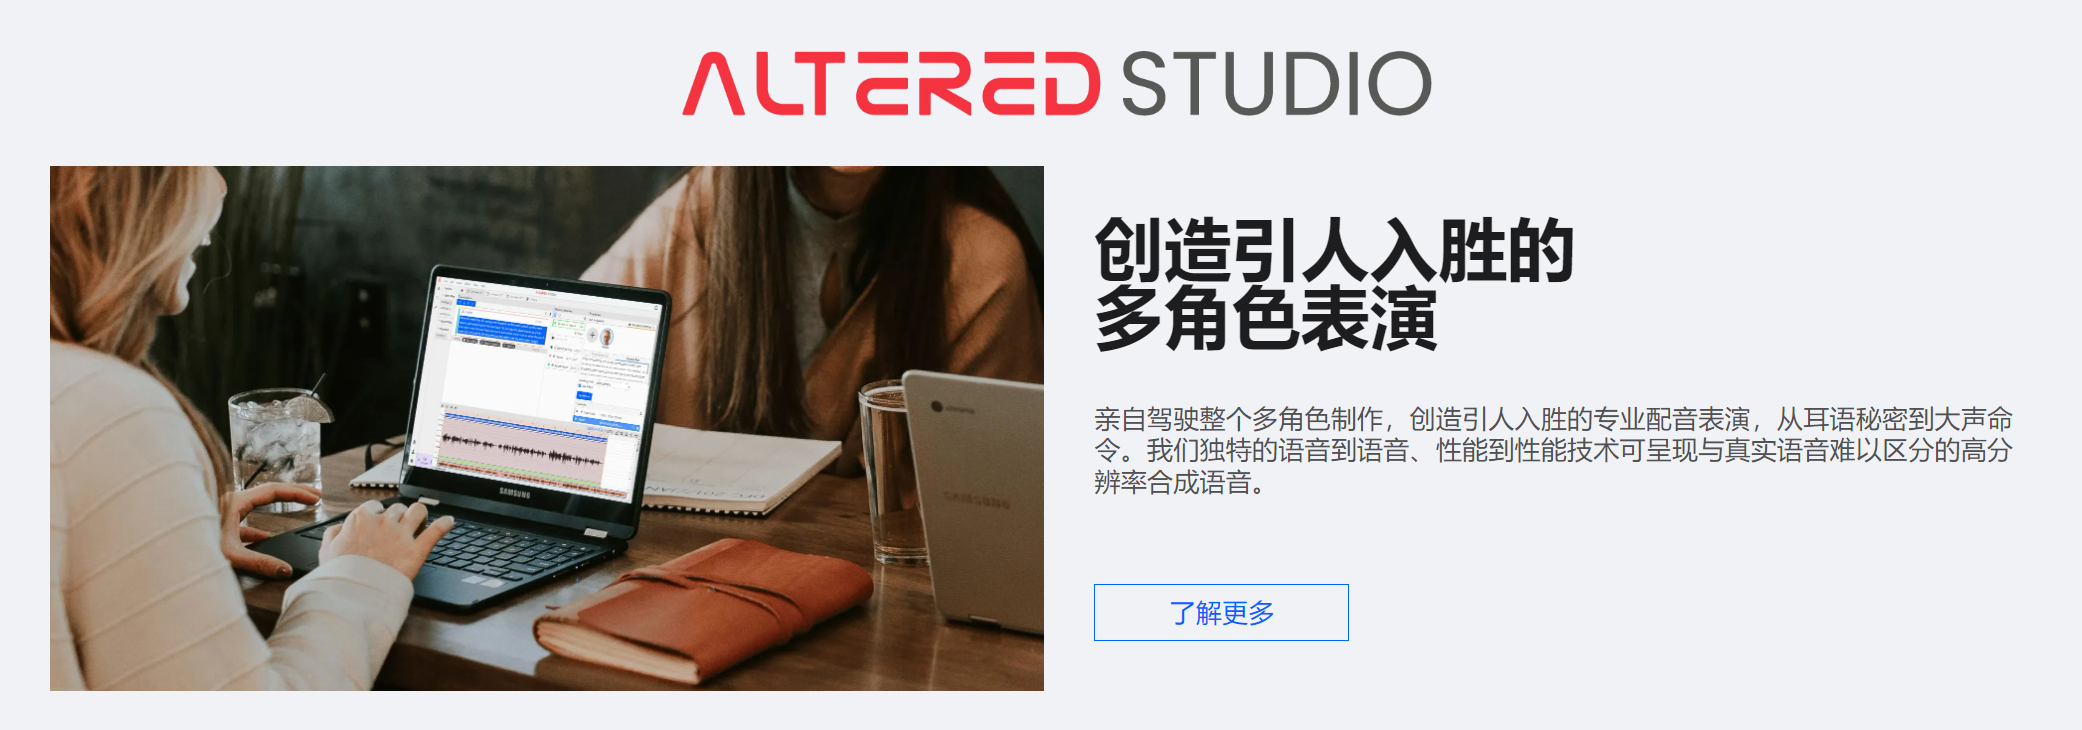 ALTERED STUDIO
创造引人入胜的
多角色表演
亲自驾驶整个多角色制作，创造引人入胜的专业配音表演，从耳语秘密到大声命
令。我们独特的语音到语音、性能到性能技术可呈现与真实语音难以区分的高分
辨率合成语音。
了解更多
SAMSUNG